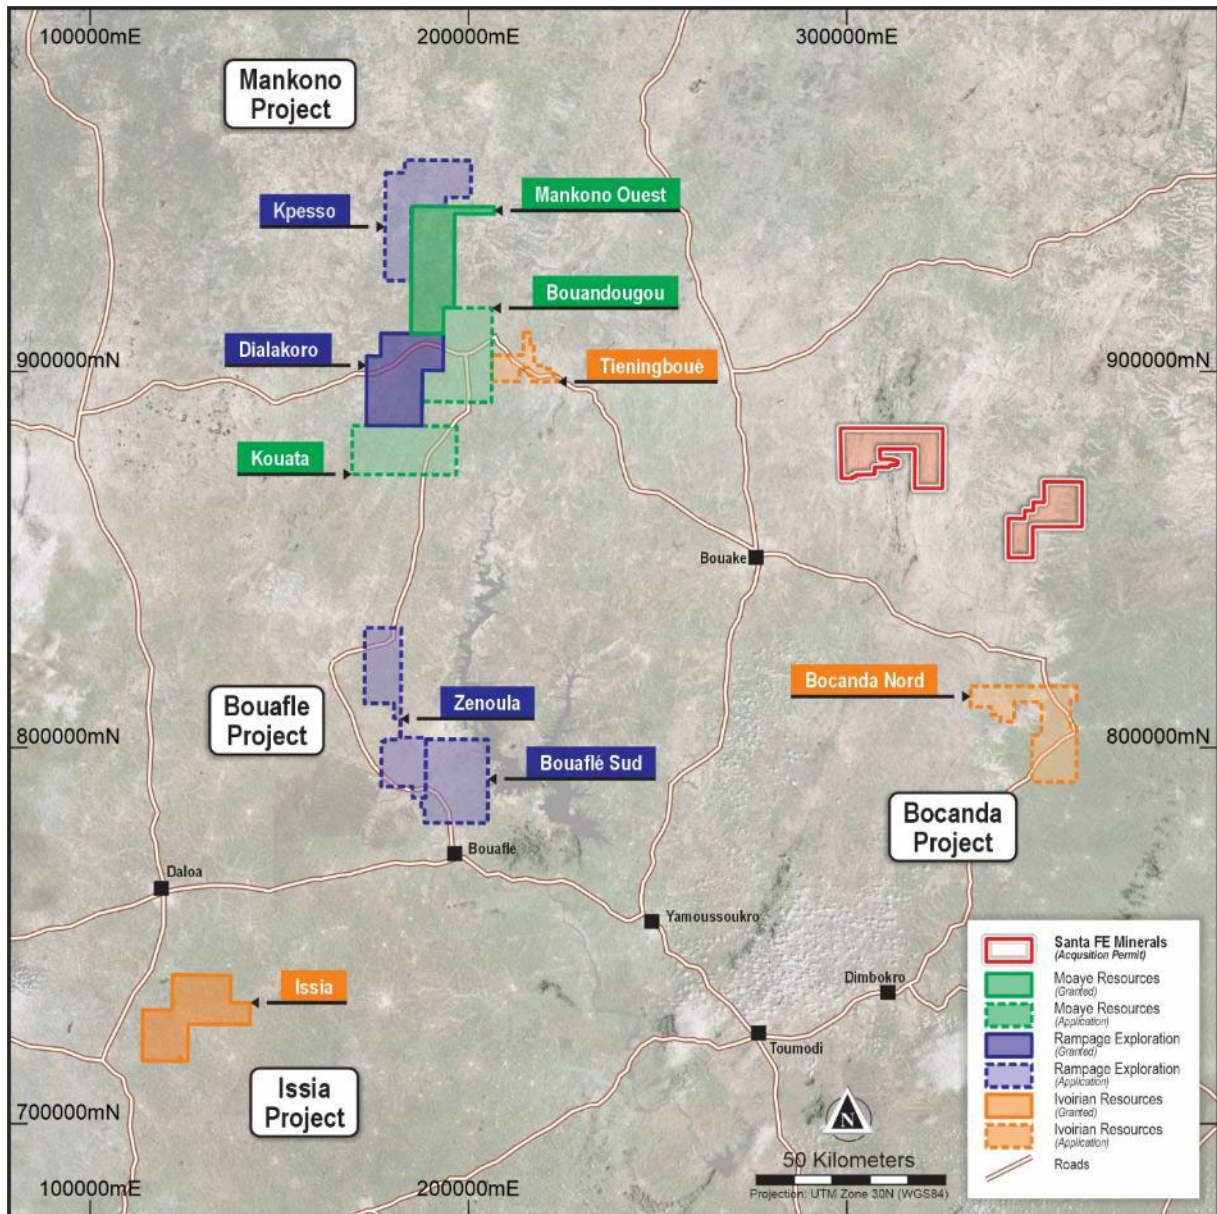 100000mE
200000mE
300000mE
Mankono
Project
Kpesso
Mankono Ouest
Bouandougou
Dialakoro
Tieningboué
900000mN
900000mN
Kouata
Bouake
Bocanda Nord
Zenoula
Bouafle
Project
800000mN
800000mN
Bouaflé Sud
Bocanda
Project
Bouaflé
Daloa
Yamoussoukro
Issia
Dimbokro
Toumodi
Issia
Project
700000mN
N
50 Kilometers
Projection: UTM Zone 30N (WGS84)
100000mE
200000mE
Santa FE Minerals
(Acqusition Permit)
Moaye Resources
(Granted)
Moaye Resources
(Application)
Rampage Exploration
(Granted)
Rampage Exploration
(Application)
Ivoirian Resources
(Granted)
Ivoirian Resources
(Application)
Roads